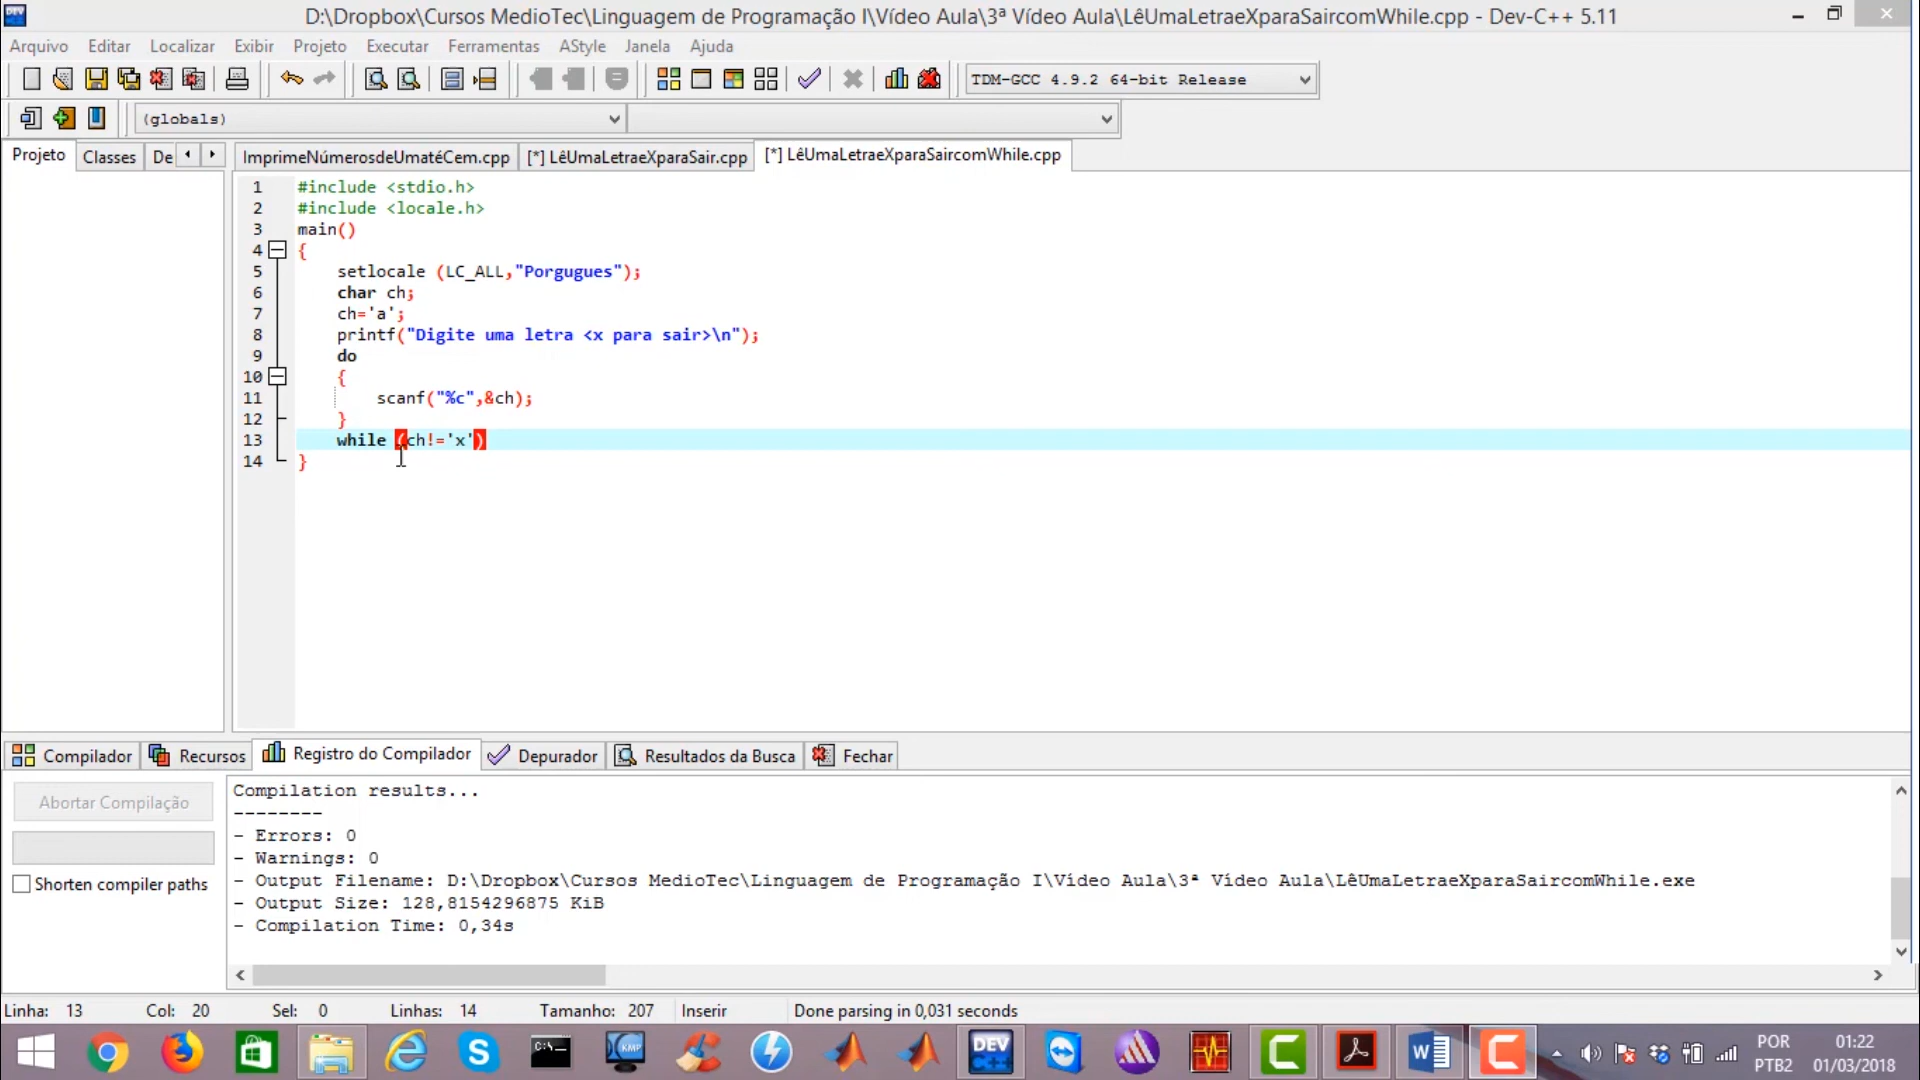 D:\Dropbox\Cursos MedioTec\Linguagem de Programação I\Vídeo Aula\3ª Vídeo Aula\LêUmaLetraeXparaSaircomWhile.cpp - Dev-C++ 5.11
Arquivo Editar Localizar Exibir Projeto Executar Ferramentas AStyle Janela Ajuda
TDM-GCC 4.9.2 64-bit Release
(globals)
Projeto Classes De ImprimeNúmerosdeUmatéCem.cpp [*] LêUmaLetraeXparaSair.cpp [*] LêUmaLetraeXparaSaircomWhile.cpp
1 #include <stdio.h>
2 #include <locale.h>
3 main()
4 {
5 setlocale (LC_ALL,"Porgugues");
6 char ch;
7 ch='a';
8 printf("Digite uma letra <x para sair>\n");
9 do
10 {
11 scanf("%c",&ch);
12 }
13 while (ch!='x')
14 }
Compilador Recursos Registro do Compilador Depurador Resultados da Busca Fechar
Abortar Compilação
Shorten compiler paths
Compilation results...
--------
- Errors: 0
- Warnings: 0
- Output Filename: D:\Dropbox\Cursos MedioTec\Linguagem de Programação I\Vídeo Aula\3ª Vídeo Aula\LêUmaLetraeXparaSaircomWhile.exe
- Output Size: 128,8154296875 KiB
- Compilation Time: 0,34s
Linha: 13 Col: 20 Sel: 0 Linhas: 14 Tamanho: 207 Inserir Done parsing in 0,031 seconds
POR 01:22
PTB2 01/03/2018